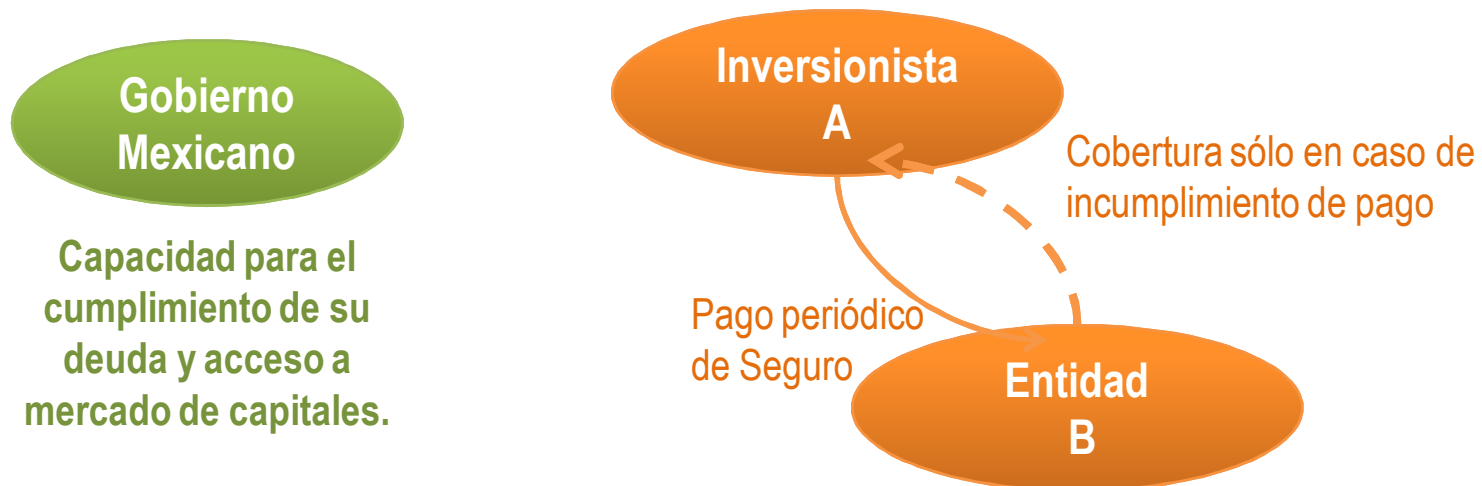 Gobierno
Mexicano
Capacidad para el
cumplimiento de su
deuda y acceso a
mercado de capitales.
Inversionista
A
Cobertura sólo en caso de
incumplimiento de pago
Pago periódico
de Seguro
Entidad
B